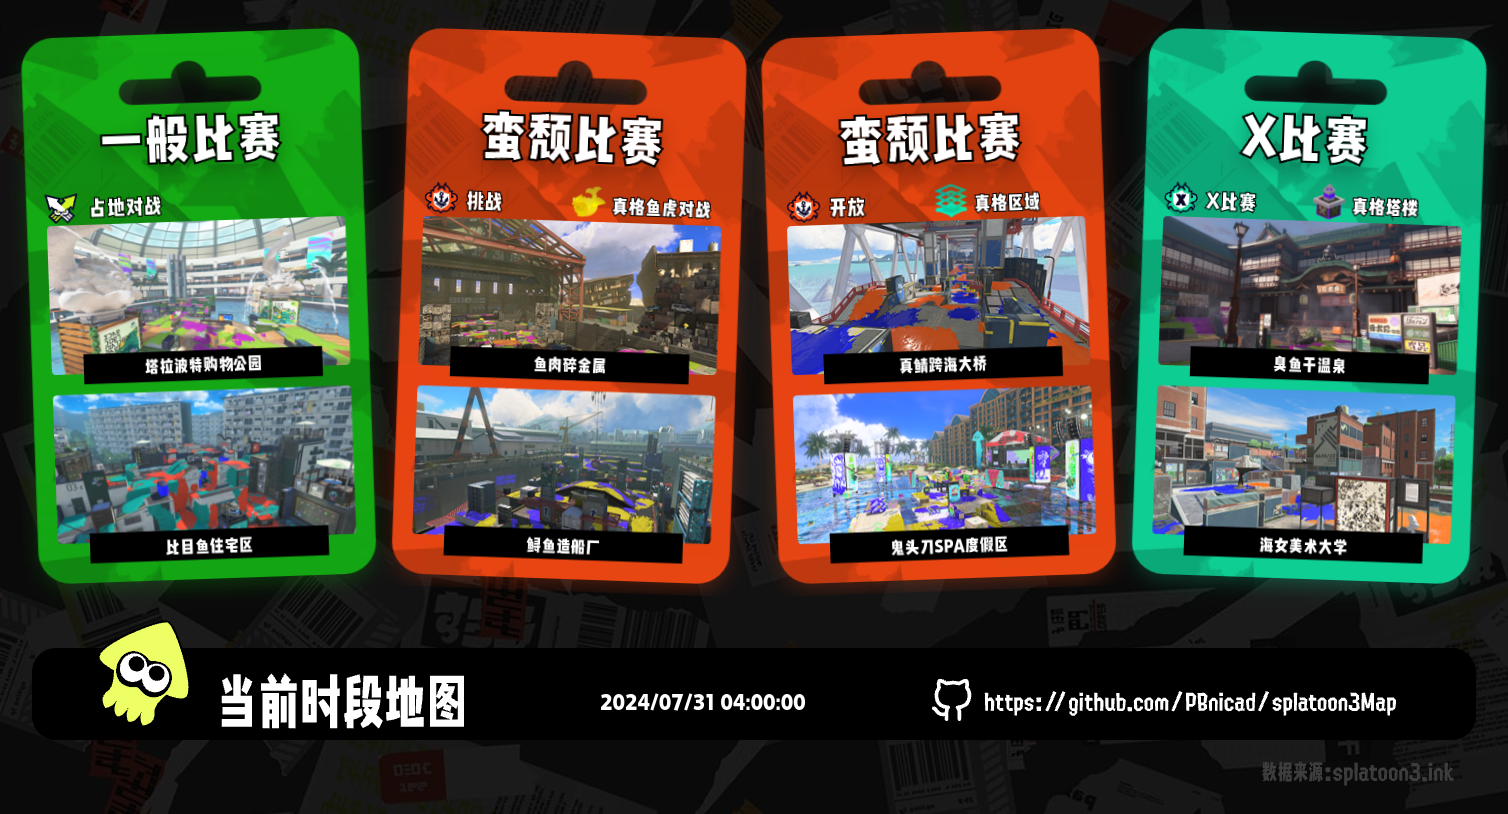 一般比赛
占地对战
塔拉波特购物公园
比目鱼住宅区
蛮颓比赛
挑战
真格鱼虎对战
鱼肉碎金属
鲟鱼造船厂
蛮颓比赛
开放
真格区域
真鲭跨海大桥
鬼头刀SPA度假区
X比赛
X比赛
真格塔楼
臭鱼干温泉
海女美术大学
当前时段地图
2024/07/31 04:00:00
https://github.com/PBnicad/splatoon3Map
数据来源:splatoon3.ink